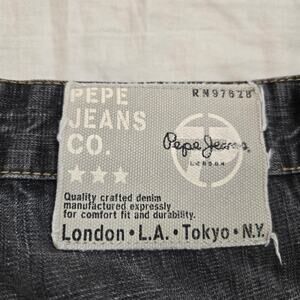 PEPE
JEANS
CO.
RN97628
Pepe Jeans
LONDON
Quality crafted denim
manufactured expressly
for comfort fit and durability.
London • L.A. • Tokyo • N.Y.